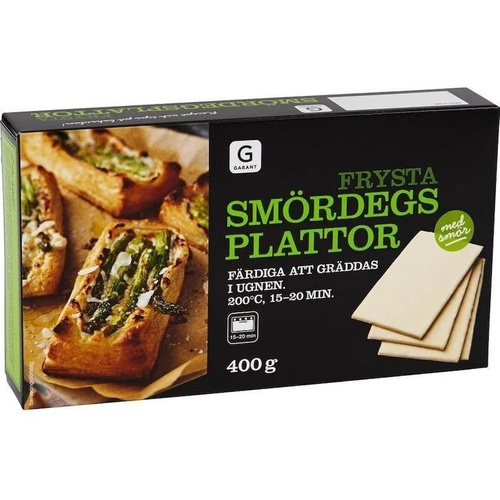 SMÖRDEGSPLATTOR
G
GARANT
FRYSTA
SMÖRDEGS
PLATTOR
med
smör
FÄRDIGA ATT GRÄDDAS
I UGNEN.
200°C, 15–20 MIN.
15–20 min
400 g